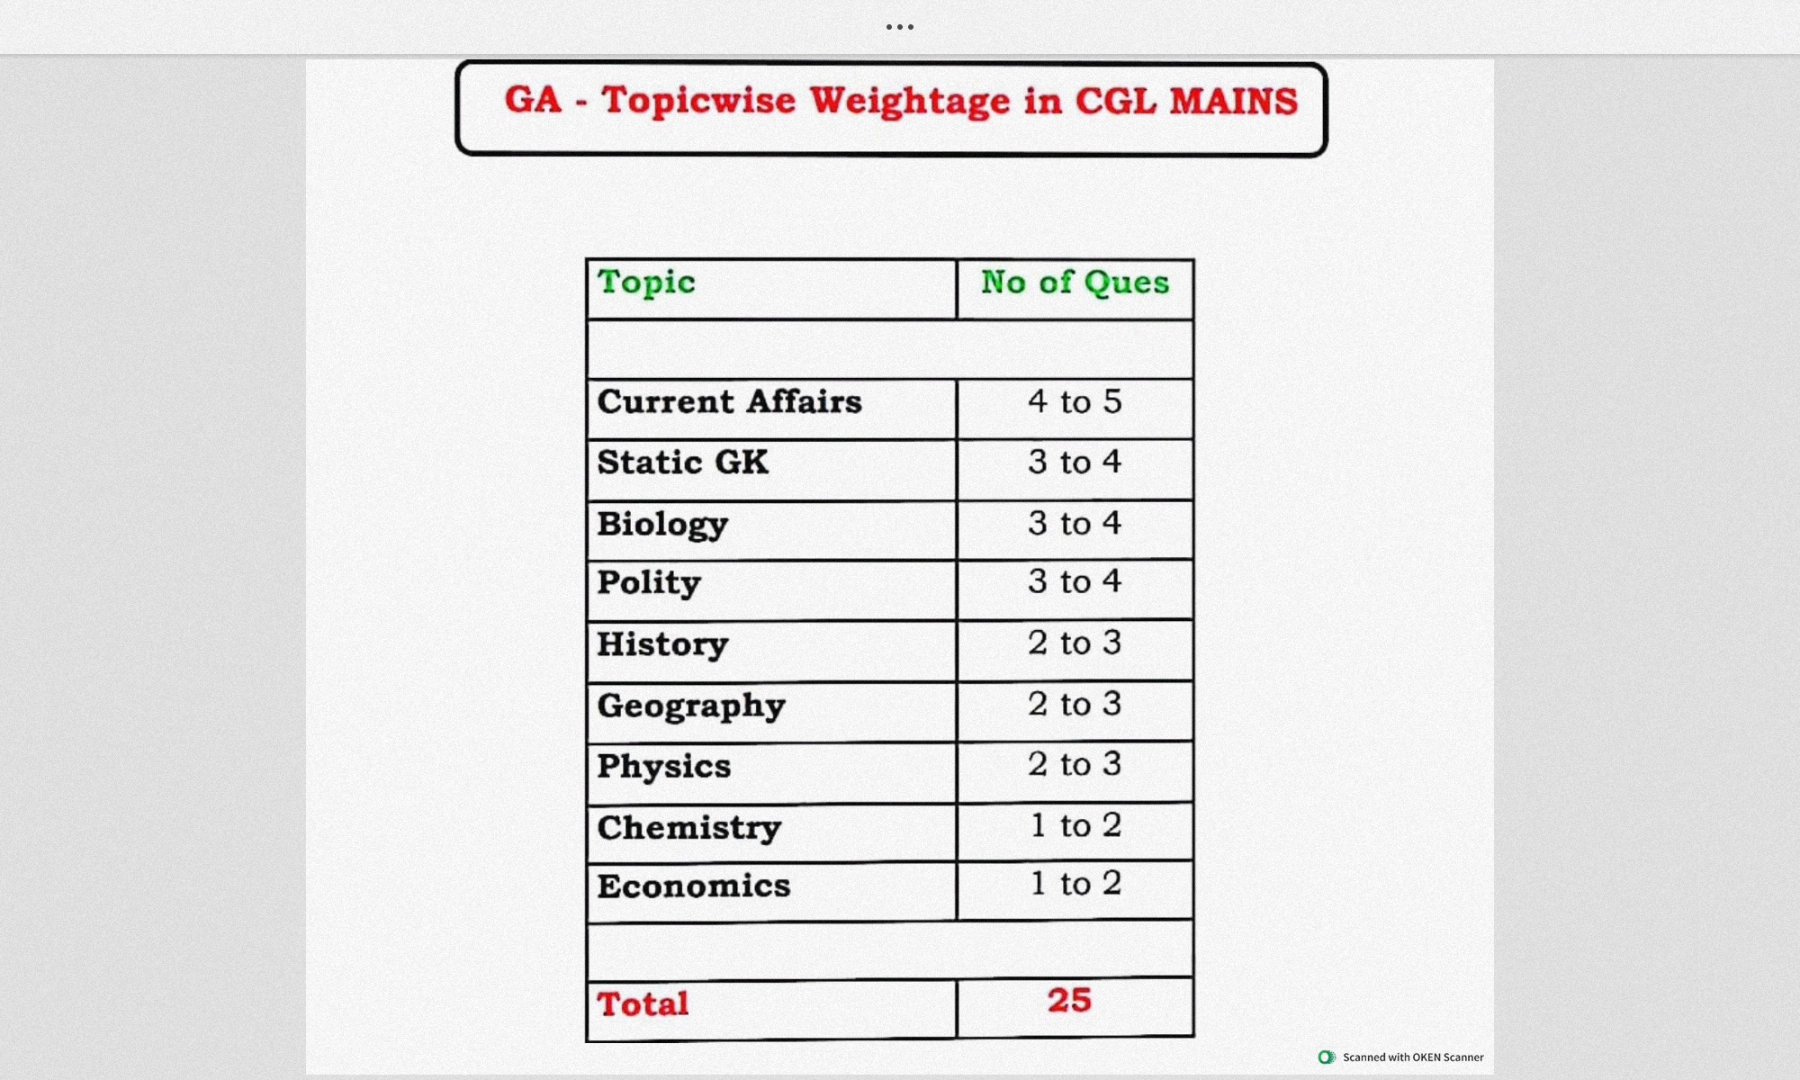 GA - Topicwise Weightage in CGL MAINS
Topic No of Ques
Current Affairs 4 to 5
Static GK 3 to 4
Biology 3 to 4
Polity 3 to 4
History 2 to 3
Geography 2 to 3
Physics 2 to 3
Chemistry 1 to 2
Economics 1 to 2
Total 25
Scanned with OKEN Scanner